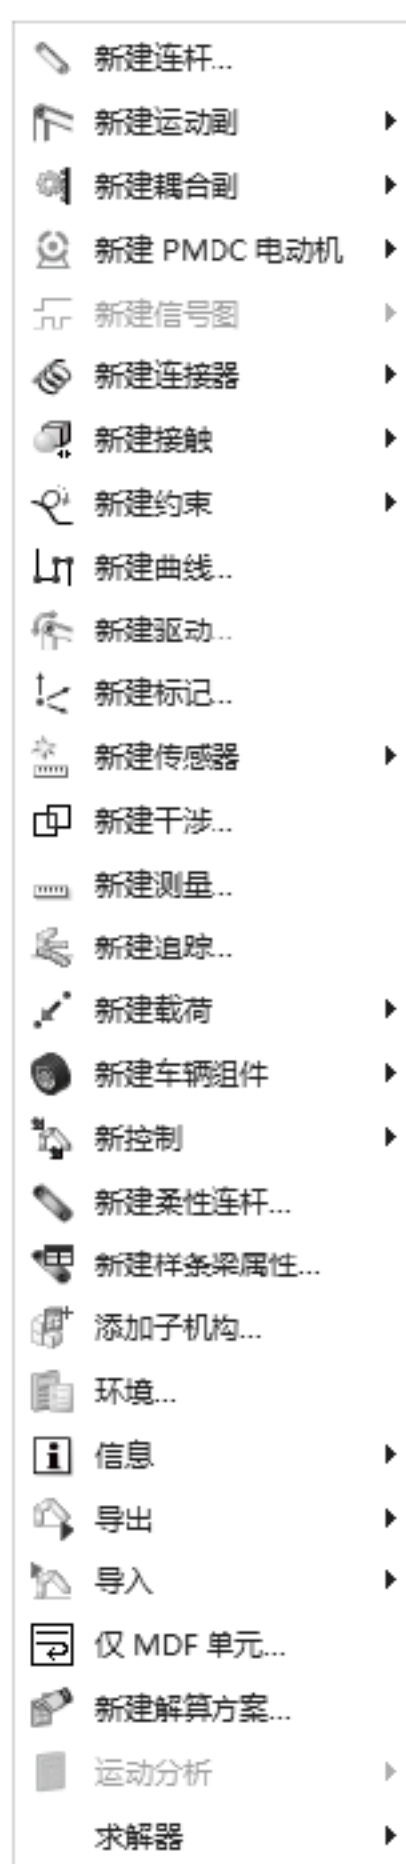 新建连杆...
新建运动副
新建耦合副
新建 PMDC 电动机
新建信号图
新建连接器
新建接触
新建约束
新建曲线...
新建驱动...
新建标记...
新建传感器
新建干涉...
新建测量...
新建追踪...
新建载荷
新建车辆组件
新控制
新建柔性连杆...
新建样条梁属性...
添加子机构...
环境...
信息
导出
导入
仅 MDF 单元...
新建解算方案...
运动分析
求解器